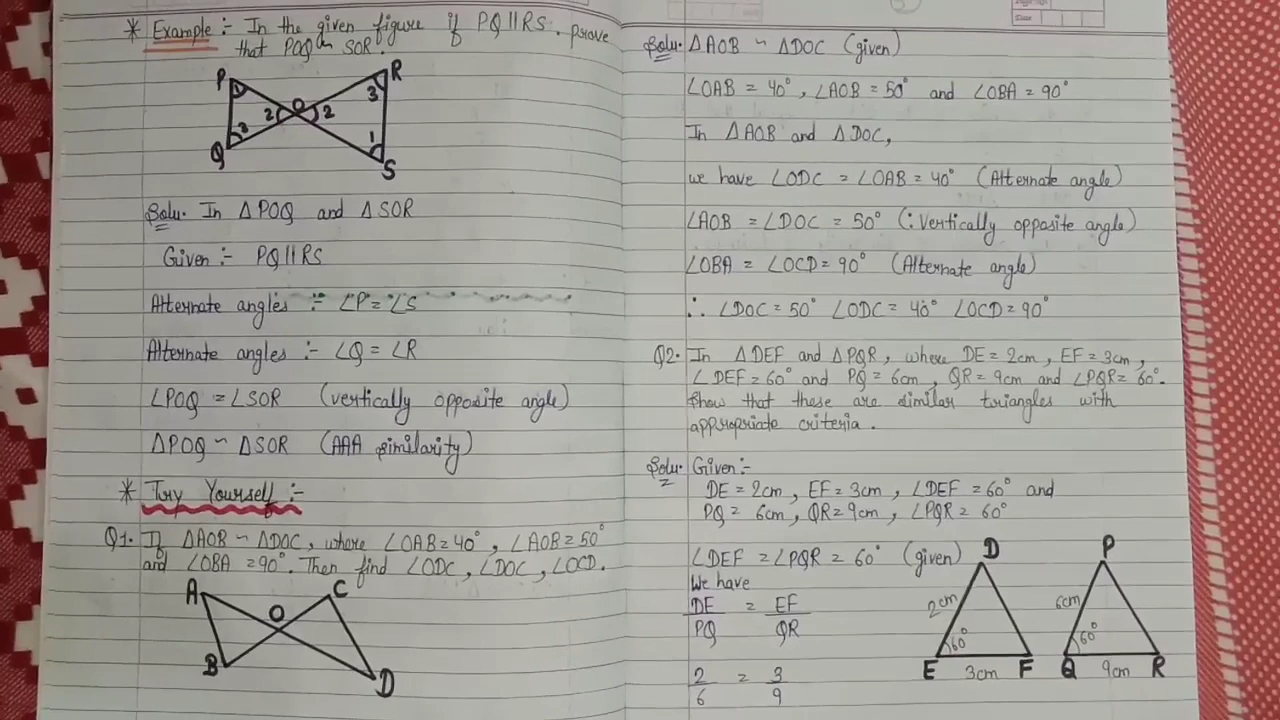 * Example :- In the given figure if PQ || RS. prove
that POQ ~ SOR.
P R
1 3
2 O 2
3 1
Q S
Solu. In ΔPOQ and ΔSOR
Given :- PQ || RS
Alternate angles :- ∠P = ∠S
Alternate angles :- ∠Q = ∠R
∠POQ = ∠SOR (vertically opposite angle)
ΔPOQ ~ ΔSOR (AAA similarity)
* Try Yourself :-
Q1. If ΔAOB ~ ΔDOC, where ∠OAB = 40°, ∠AOB = 50°
and ∠OBA = 90°. Then find ∠ODC, ∠DOC, ∠OCD.
A C
O
B D
Solu. ΔAOB ~ ΔDOC (given)
∠OAB = 40°, ∠AOB = 50° and ∠OBA = 90°
In ΔAOB and ΔDOC,
we have ∠ODC = ∠OAB = 40° (Alternate angle)
∠AOB = ∠DOC = 50° (∵ Vertically opposite angle)
∠OBA = ∠OCD = 90° (Alternate angle)
∴ ∠DOC = 50° ∠ODC = 40° ∠OCD = 90°
Q2. In ΔDEF and ΔPQR, where DE = 2cm, EF = 3cm,
∠DEF = 60° and PQ = 6cm, QR = 9cm and ∠PQR = 60°.
Show that these are similar triangles with
appropriate criteria.
Solu. Given :-
DE = 2cm, EF = 3cm, ∠DEF = 60° and
PQ = 6cm, QR = 9cm, ∠PQR = 60°
∠DEF = ∠PQR = 60° (given)
We have
DE = EF
PQ QR
2 = 3
6 9
D P
2cm 6cm
60° 60°
E 3cm F Q 9cm R